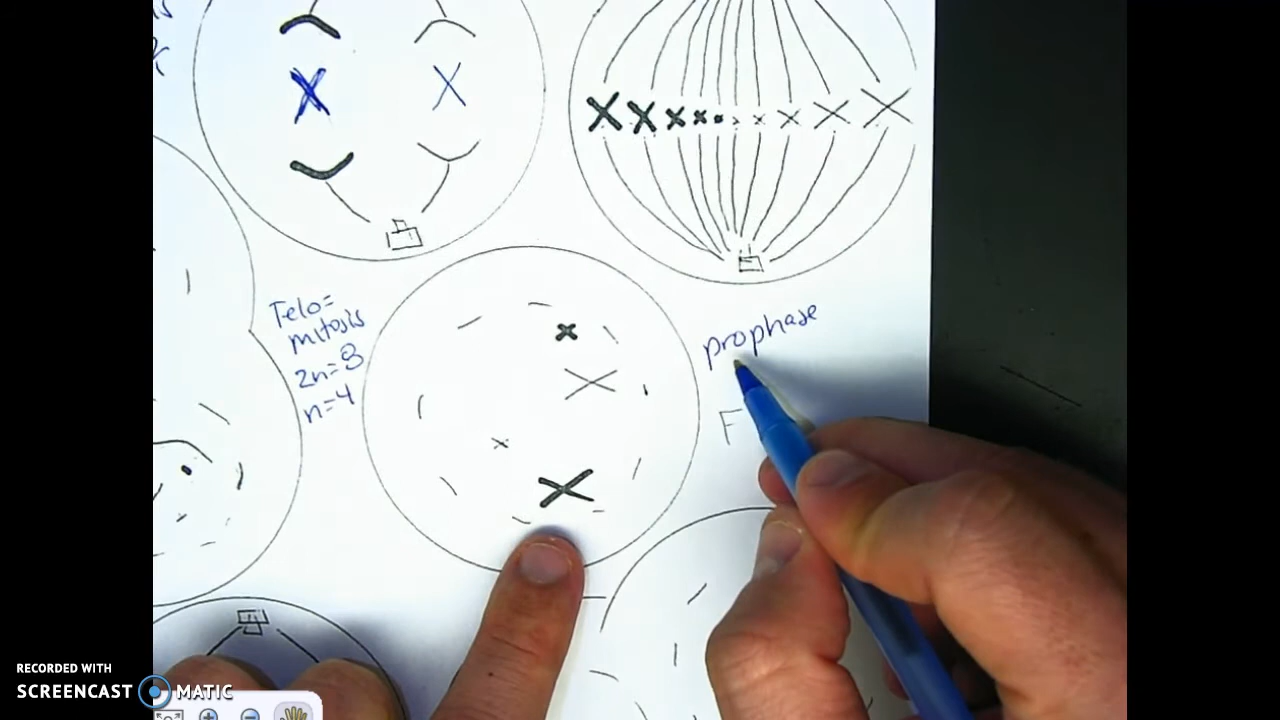 Telo=
mitosis
2n=8
n=4
prophase
F
RECORDED WITH
SCREENCAST MATIC